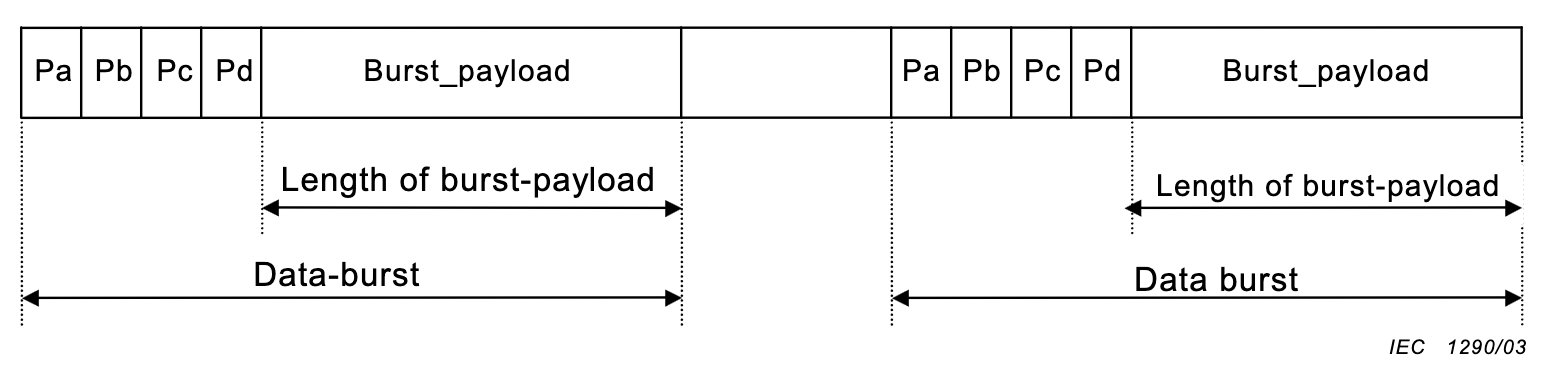 Pa Pb Pc Pd Burst_payload Pa Pb Pc Pd Burst_payload
Length of burst-payload Length of burst-payload
Data-burst Data burst
IEC 1290/03